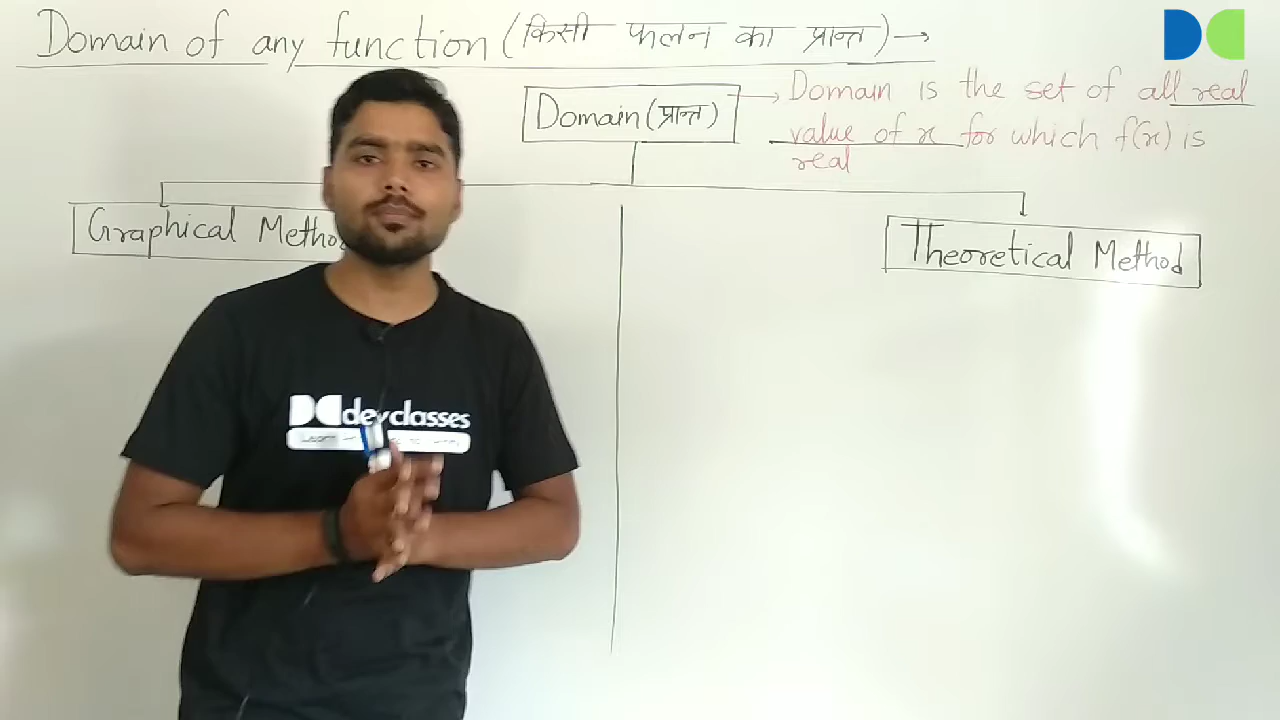 Domain of any function (किसी फलन का प्रान्त) →
Domain (प्रान्त) → Domain is the set of all real
value of x for which f(x) is
real
Graphical Metho
Theoretical Method
devclasses